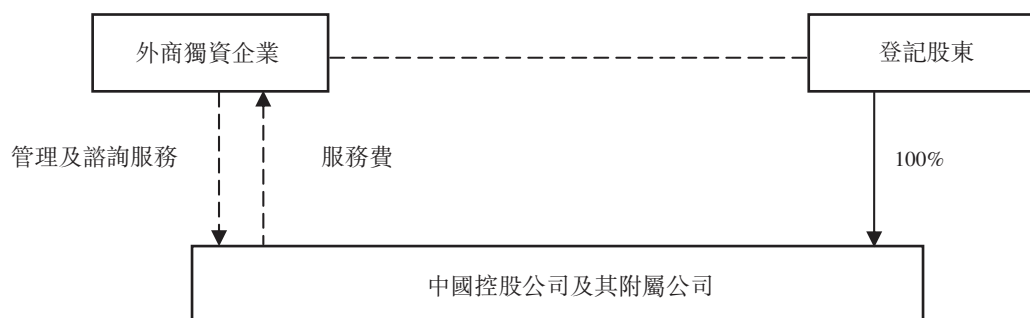 外商獨資企業
登記股東
管理及諮詢服務
服務費
100%
中國控股公司及其附屬公司